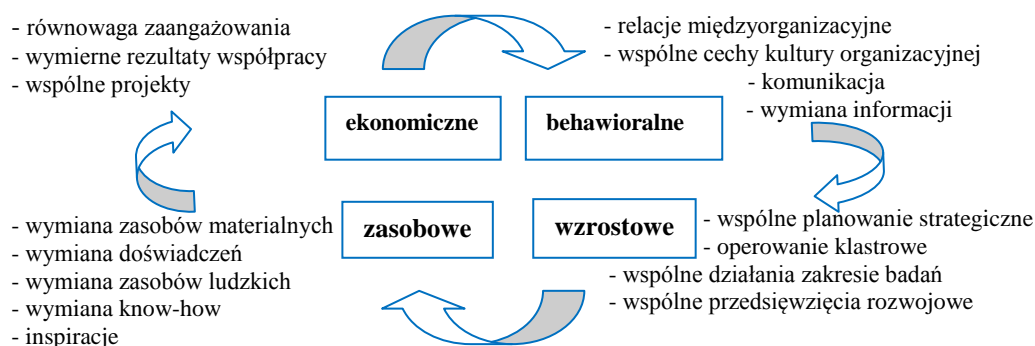 - równowaga zaangażowania
- wymierne rezultaty współpracy
- wspólne projekty
- relacje międzyorganizacyjne
- wspólne cechy kultury organizacyjnej
- komunikacja
- wymiana informacji
ekonomiczne
behawioralne
zasobowe
wzrostowe
- wymiana zasobów materialnych
- wymiana doświadczeń
- wymiana zasobów ludzkich
- wymiana know-how
- inspiracje
- wspólne planowanie strategiczne
- operowanie klastrowe
- wspólne działania zakresie badań
- wspólne przedsięwzięcia rozwojowe